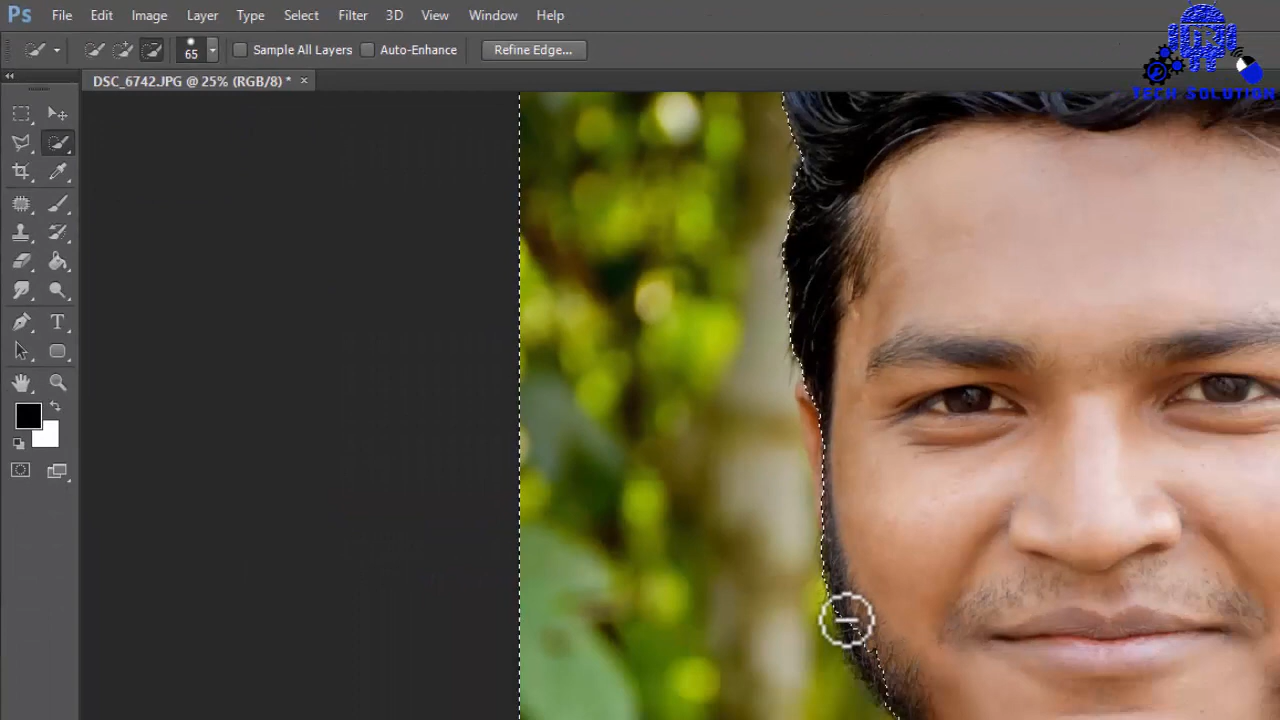 Ps File Edit Image Layer Type Select Filter 3D View Window Help
65 Sample All Layers Auto-Enhance Refine Edge...
TECH SOLUTION
DSC_6742.JPG @ 25% (RGB/8) * ×
T